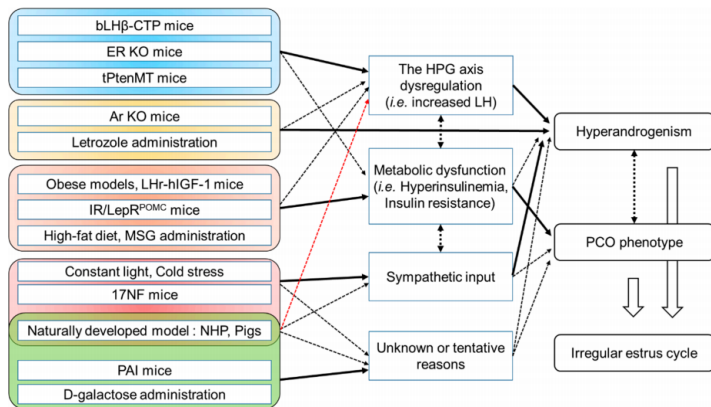 bLHβ-CTP mice
ER KO mice
tPtenMT mice
Ar KO mice
Letrozole administration
Obese models, LHr-hIGF-1 mice
IR/LepRᴾᴼᴹᶜ mice
High-fat diet, MSG administration
Constant light, Cold stress
17NF mice
Naturally developed model : NHP, Pigs
PAI mice
D-galactose administration
The HPG axis
dysregulation
(i.e. increased LH)
Metabolic dysfunction
(i.e. Hyperinsulinemia,
Insulin resistance)
Sympathetic input
Unknown or tentative
reasons
Hyperandrogenism
PCO phenotype
Irregular estrus cycle